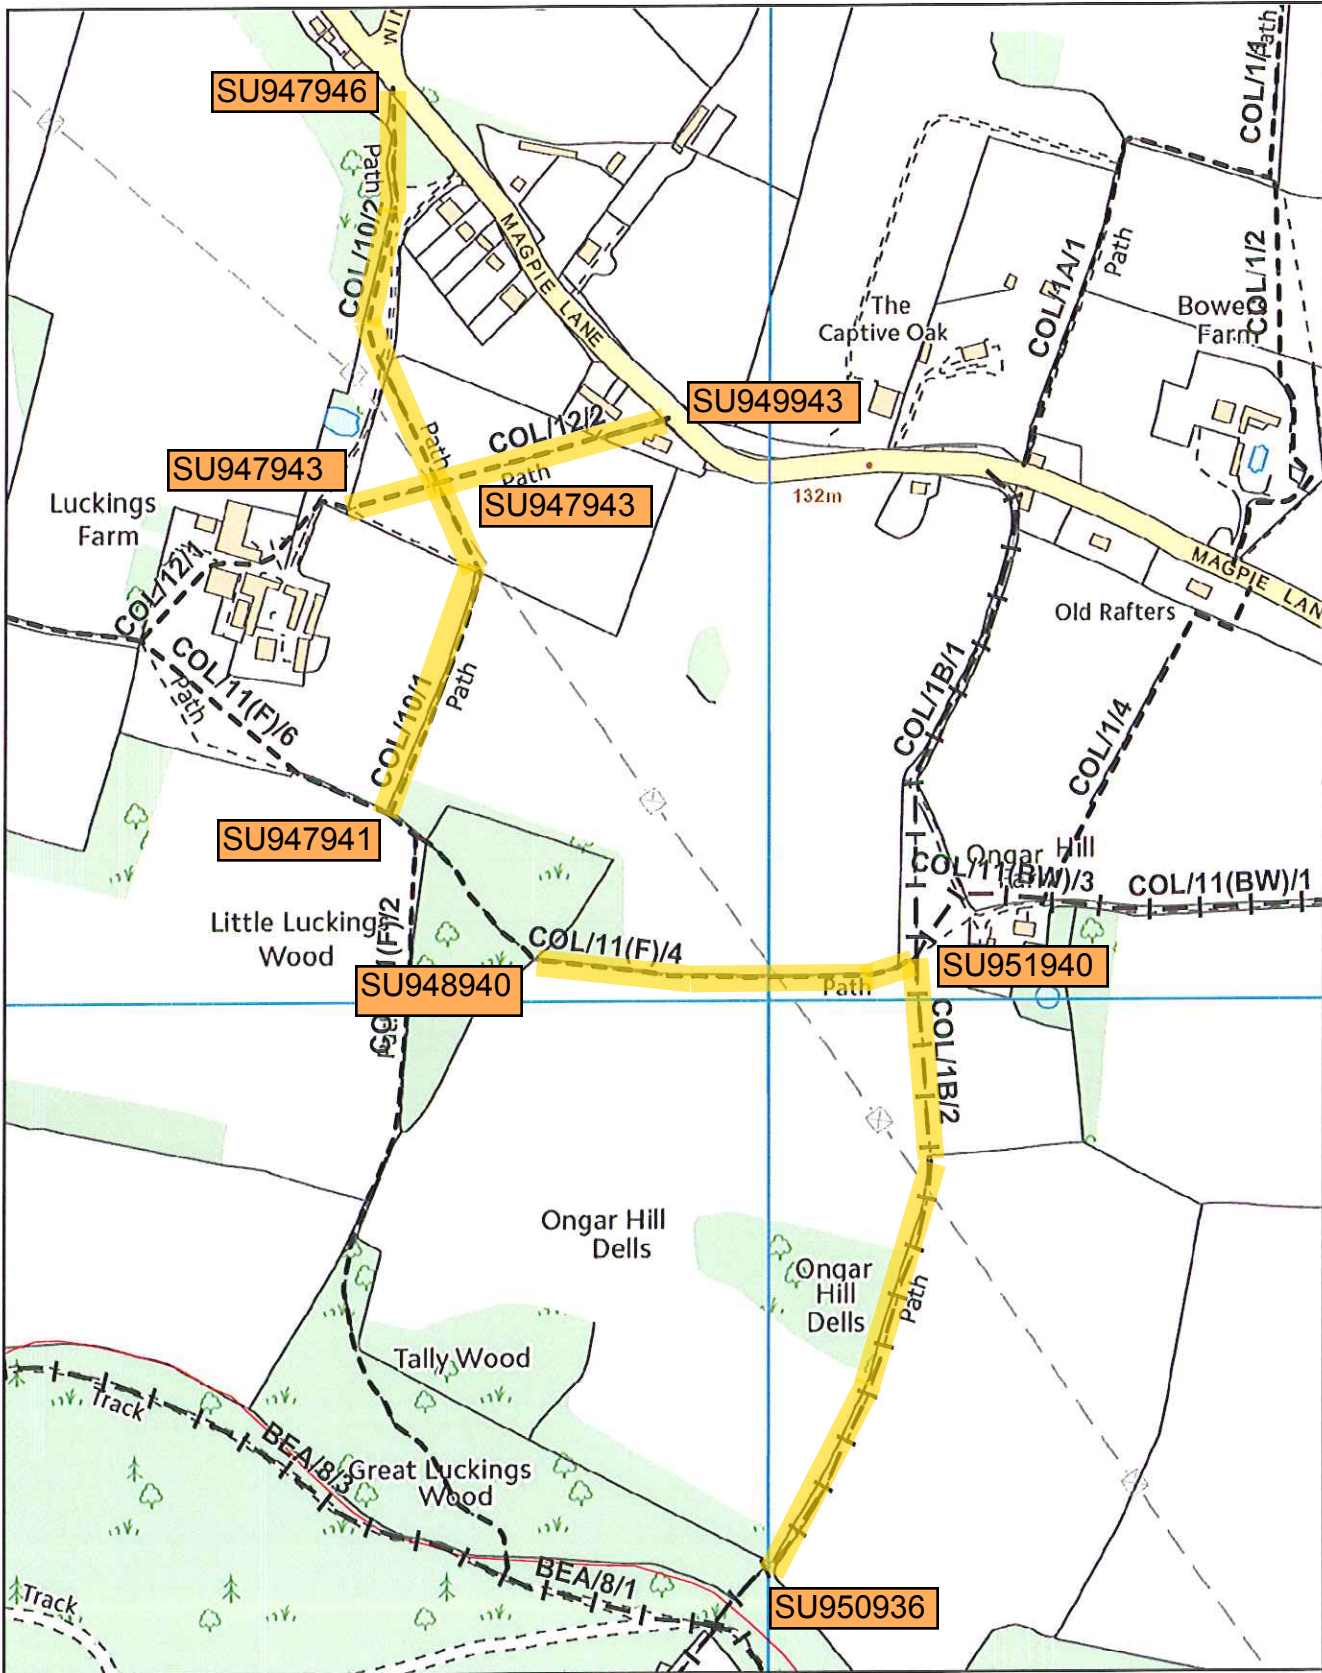 WIN
SU947946
Path
COL/10/2
MAGPIE LANE
COL/1/1
Path
COL/1A/1
Path
COL/1/2
The
Captive Oak
Bowers
Farm
SU949943
COL/12/2
Path
Path
SU947943
SU947943
132m
Luckings
Farm
COL/12/1
MAGPIE LAN
Old Rafters
COL/11(F)/6
Path
COL/10/1
Path
COL/1B/1
COL/1/4
SU947941
Ongar Hill
COL/11(BW)/3
COL/11(BW)/1
Little Lucking
Wood
(F)/2
COL/11(F)/4
SU948940
SU951940
Path
COL/1B/2
Ongar Hill
Dells
Ongar
Hill
Dells
Path
Tally Wood
Track
BEA/8/3
Great Luckings
Wood
BEA/8/1
Track
SU950936